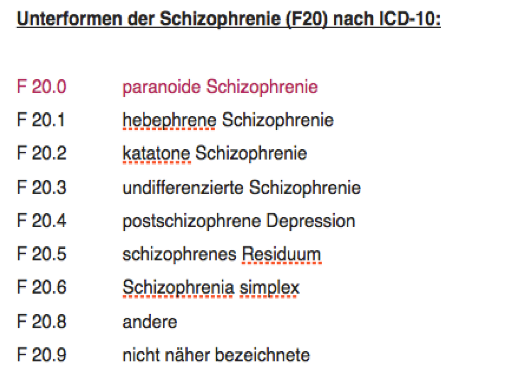 Unterformen der Schizophrenie (F20) nach ICD-10:
F 20.0 paranoide Schizophrenie
F 20.1 hebephrene Schizophrenie
F 20.2 katatone Schizophrenie
F 20.3 undifferenzierte Schizophrenie
F 20.4 postschizophrene Depression
F 20.5 schizophrenes Residuum
F 20.6 Schizophrenia simplex
F 20.8 andere
F 20.9 nicht näher bezeichnete